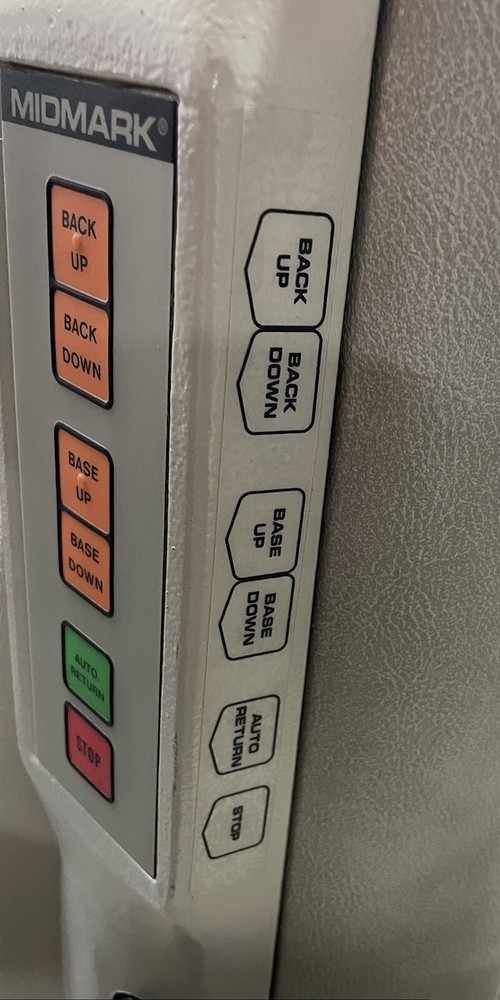 MIDMARK®
BACK
UP
BACK
DOWN
BASE
UP
BASE
DOWN
AUTO
RETURN
STOP
BACK
UP
BACK
DOWN
BASE
UP
BASE
DOWN
AUTO
RETURN
STOP